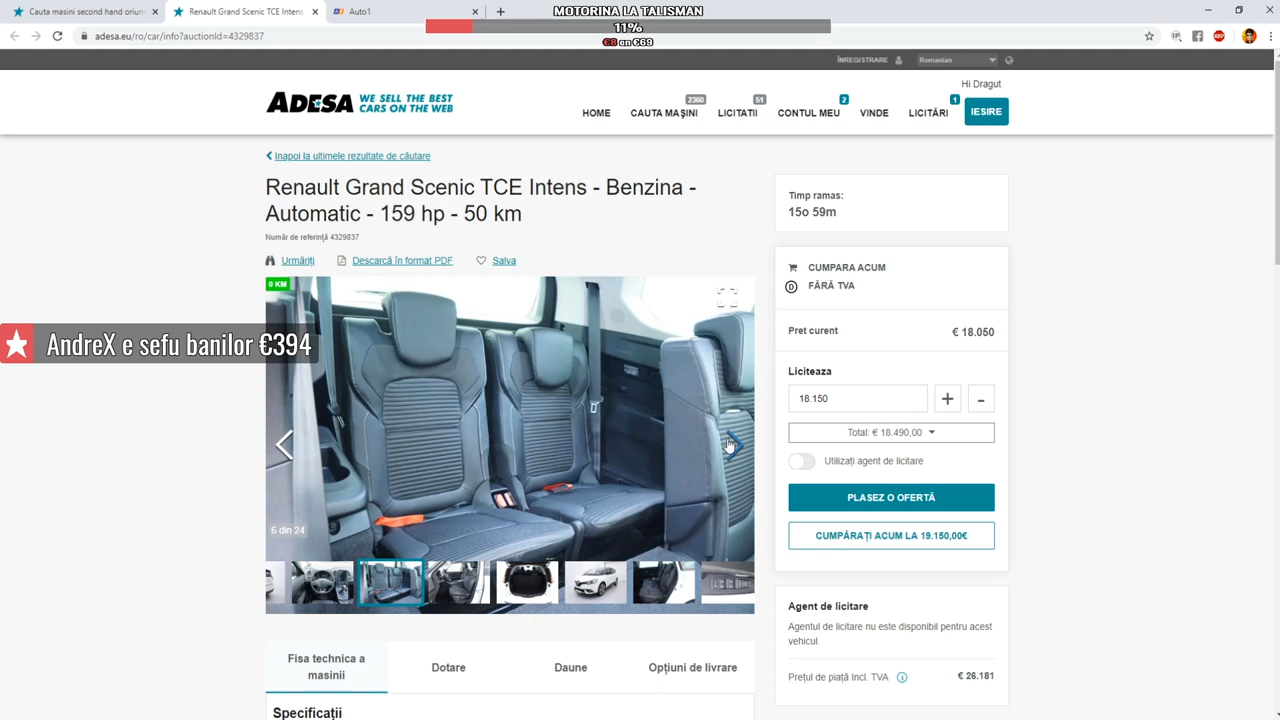 Cauta masini second hand oriun
Renault Grand Scenic TCE Intens
Auto1
MOTORINA LA TALISMAN
11%
€8 an €69
adesa.eu/ro/car/info?auctionId=4329837
ÎNREGISTRARE
Romanian
Hi Dragut
ADESA WE SELL THE BEST CARS ON THE WEB
HOME
CAUTA MAȘINI
2360
LICITATII
51
CONTUL MEU
2
VINDE
LICITĂRI
1
IESIRE
Inapoi la ultimele rezultate de căutare
Renault Grand Scenic TCE Intens - Benzina -
Automatic - 159 hp - 50 km
Număr de referință 4329837
Urmăriți
Descarcă în format PDF
Salva
0 KM
AndreX e sefu banilor €394
6 din 24
Timp ramas:
15o 59m
CUMPARA ACUM
FĂRĂ TVA
Pret curent
€ 18.050
Liciteaza
18.150
+
-
Total: € 18.490,00
Utilizați agent de licitare
PLASEZ O OFERTĂ
CUMPĂRAȚI ACUM LA 19.150,00€
Agent de licitare
Agentul de licitare nu este disponibil pentru acest
vehicul.
Prețul de piață Incl. TVA
€ 26.181
Fisa technica a
masinii
Dotare
Daune
Opțiuni de livrare
Specificații